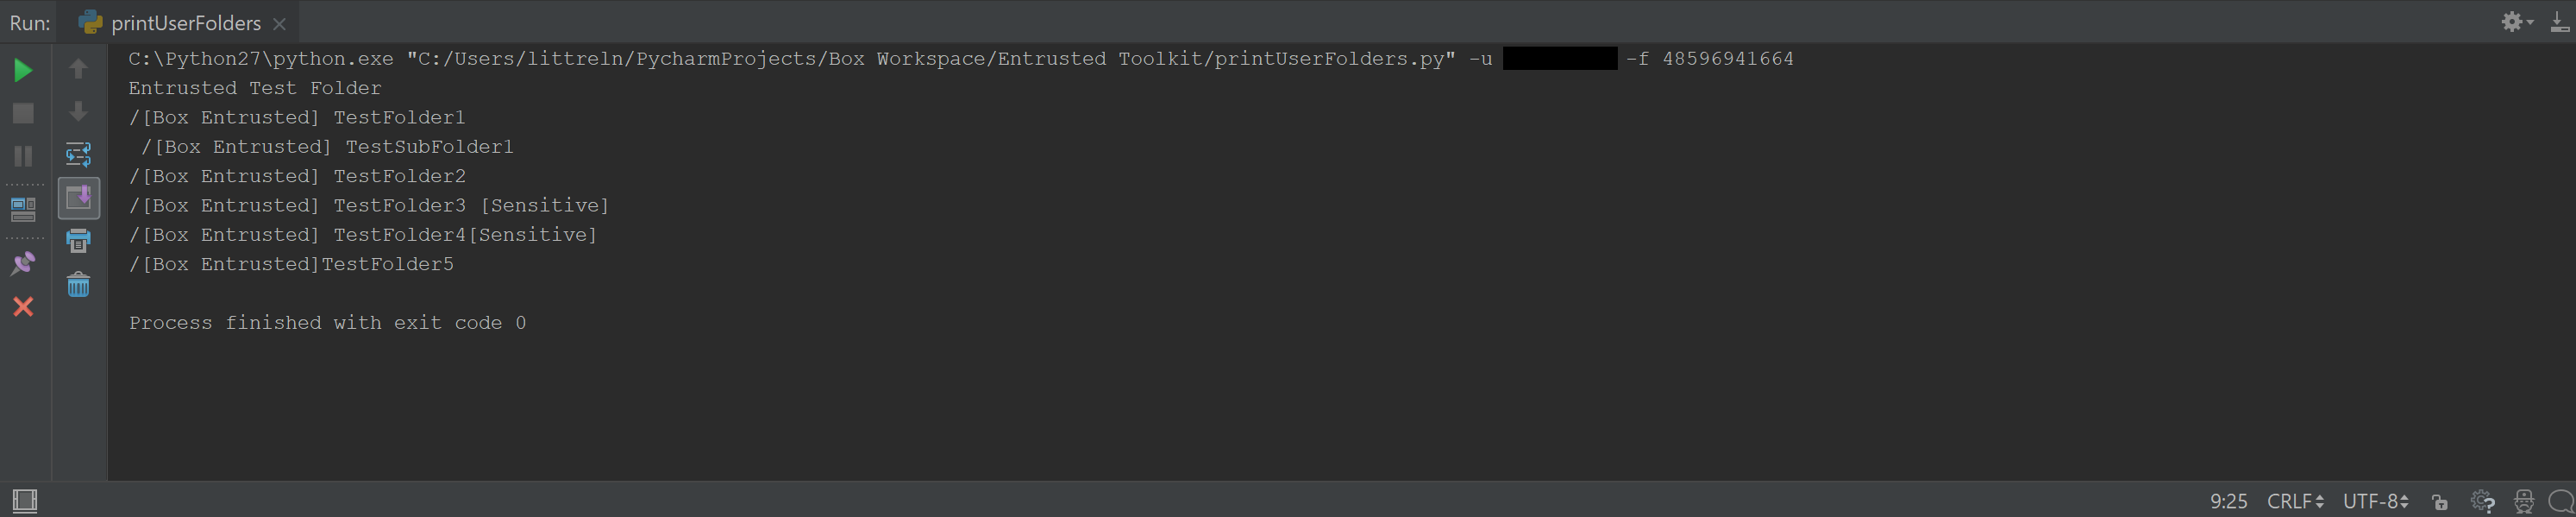 Run: printUserFolders
C:\Python27\python.exe "C:/Users/littreln/PycharmProjects/Box Workspace/Entrusted Toolkit/printUserFolders.py" -u -f 48596941664
Entrusted Test Folder
/[Box Entrusted] TestFolder1
 /[Box Entrusted] TestSubFolder1
/[Box Entrusted] TestFolder2
/[Box Entrusted] TestFolder3 [Sensitive]
/[Box Entrusted] TestFolder4[Sensitive]
/[Box Entrusted]TestFolder5
Process finished with exit code 0
9:25 CRLF UTF-8